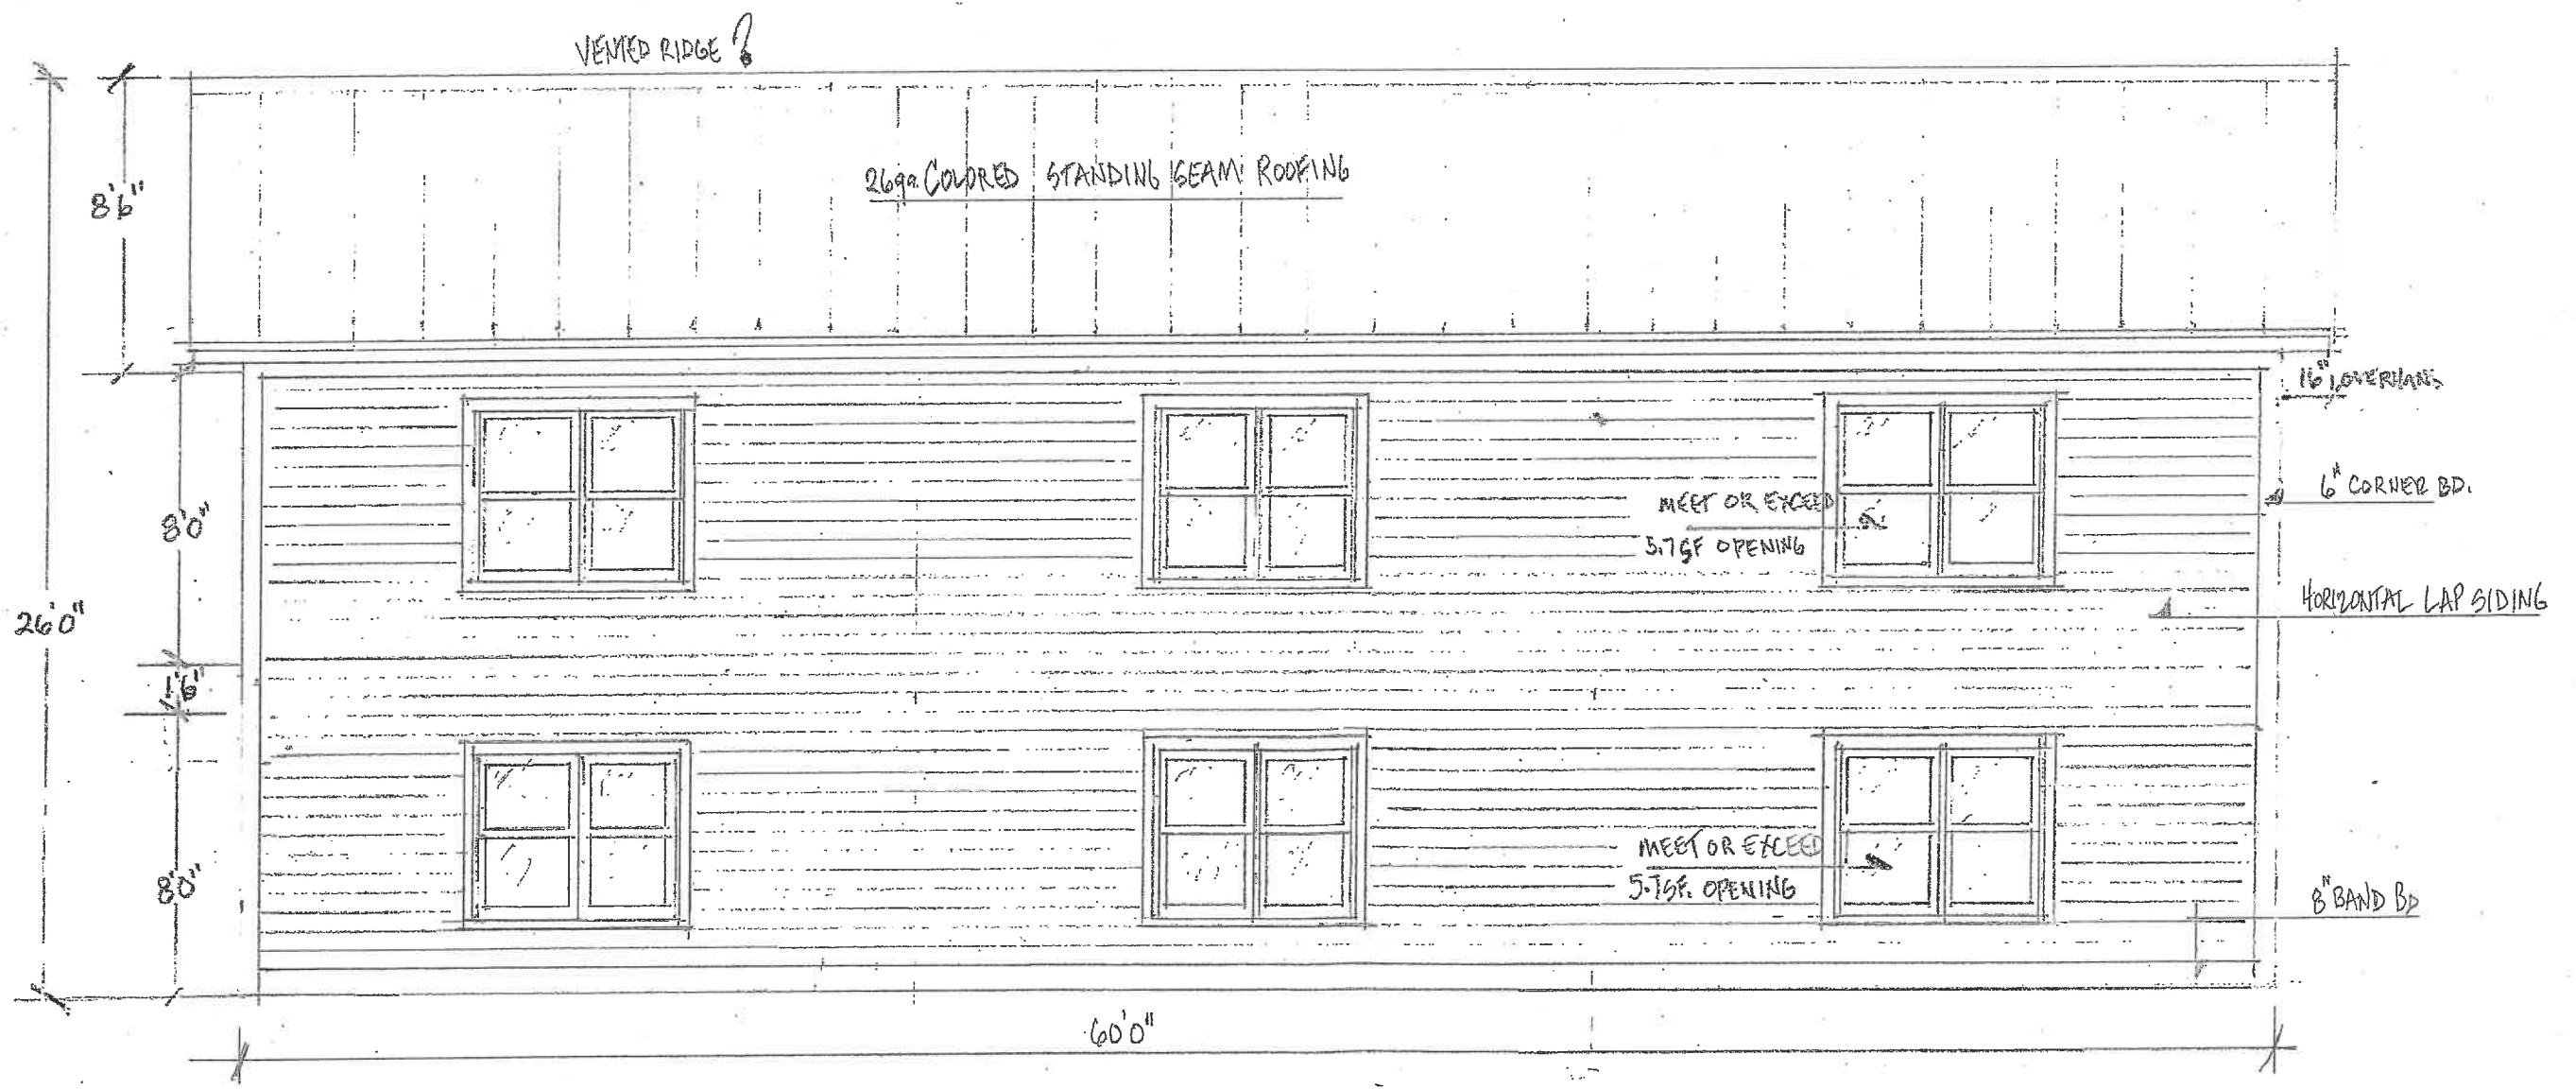 VENTED RIDGE ?
8'6"
26ga. COLORED STANDING SEAM ROOFING
16" OVERHANG
6" CORNER BD.
8'0"
MEET OR EXCEED
5.7SF OPENING
26'0"
HORIZONTAL LAP SIDING
1'6"
MEET OR EXCEED
5.7SF. OPENING
8'0"
8" BAND BD
60'0"